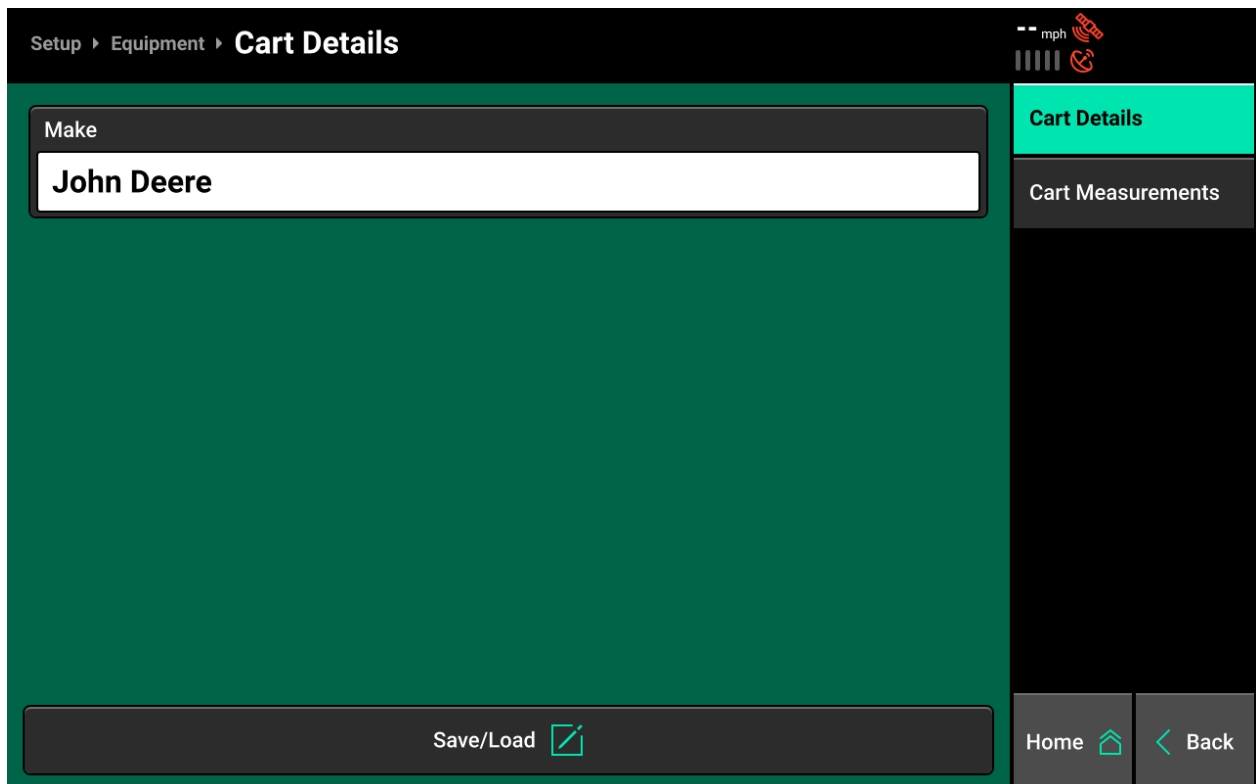 Setup Equipment Cart Details
-- mph
Make
John Deere
Cart Details
Cart Measurements
Save/Load
Home
Back